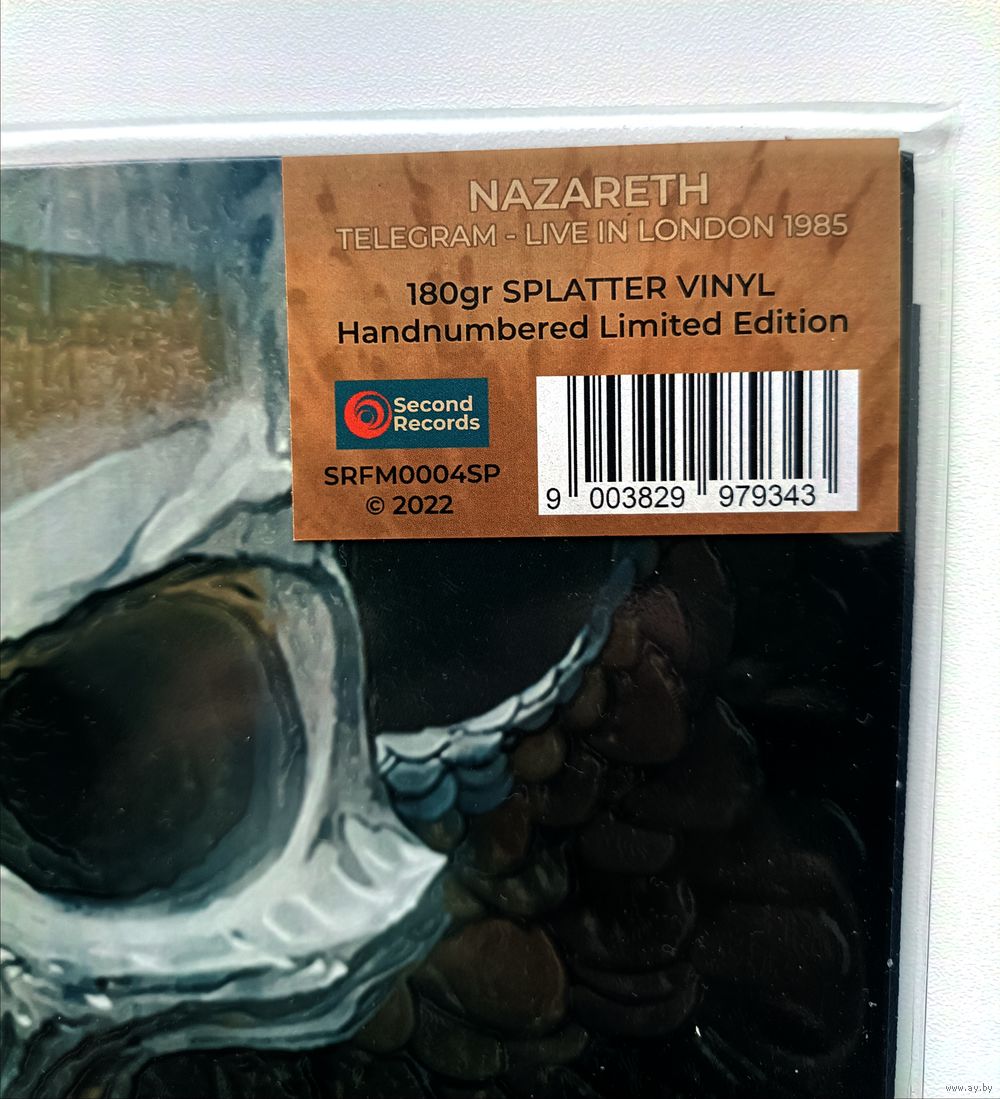 NAZARETH
TELEGRAM - LIVE IN LONDON 1985
180gr SPLATTER VINYL
Handnumbered Limited Edition
Second
Records
SRFM0004SP
© 2022
9 003829 979343
www.ay.by